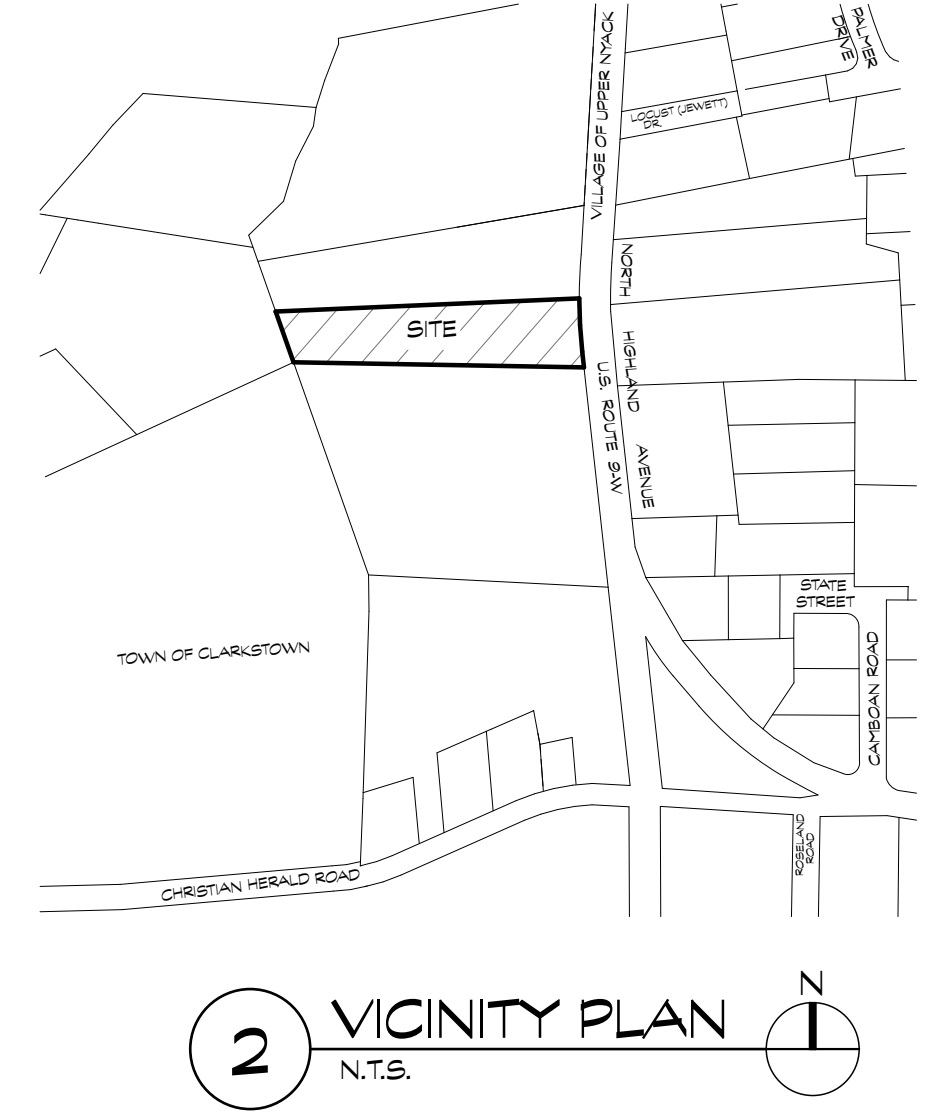 PALMER
DRIVE
VILLAGE OF UPPER NYACK
LOCUST (JEWETT)
DR.
NORTH
HIGHLAND
AVENUE
SITE
U.S. ROUTE 9-W
STATE
STREET
CAMBOAN ROAD
TOWN OF CLARKSTOWN
ROSELAND
ROAD
CHRISTIAN HERALD ROAD
N
2
VICINITY PLAN
N.T.S.